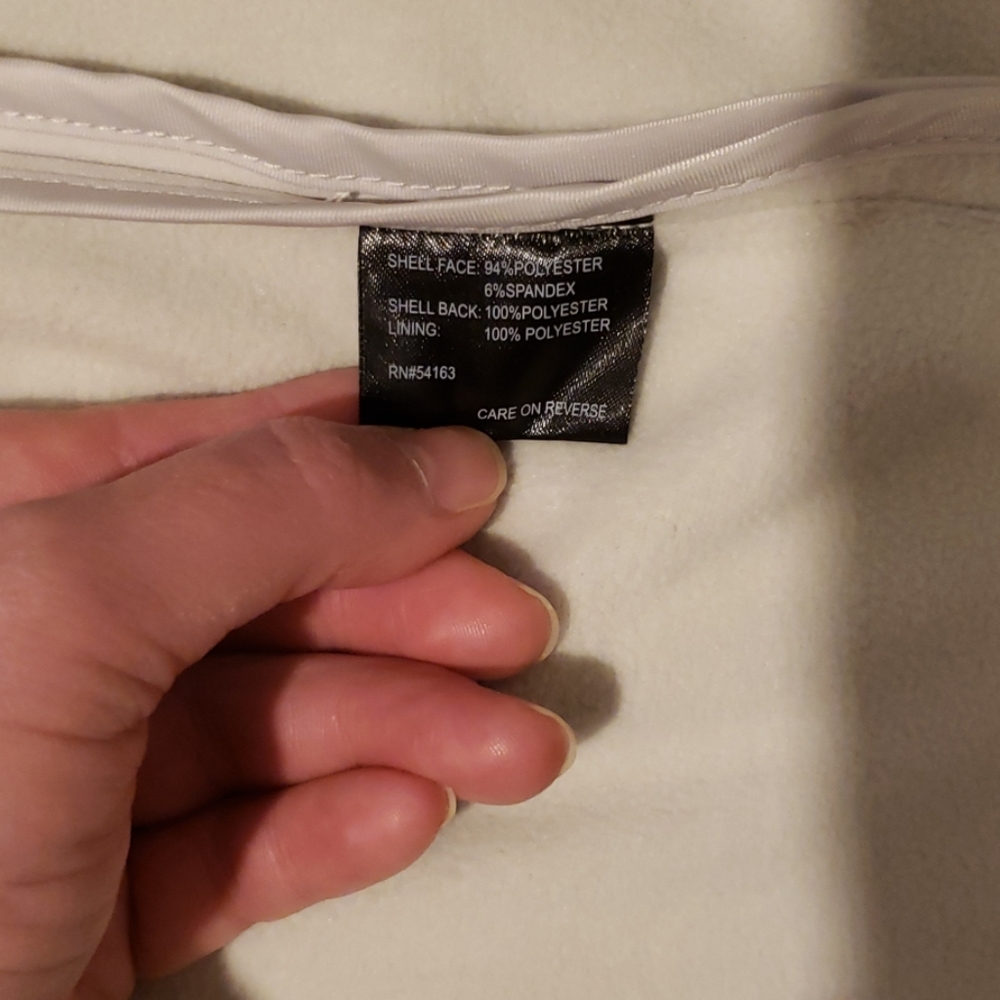 SHELL FACE: 94%POLYESTER
6%SPANDEX
SHELL BACK: 100%POLYESTER
LINING: 100% POLYESTER
RN#54163
CARE ON REVERSE